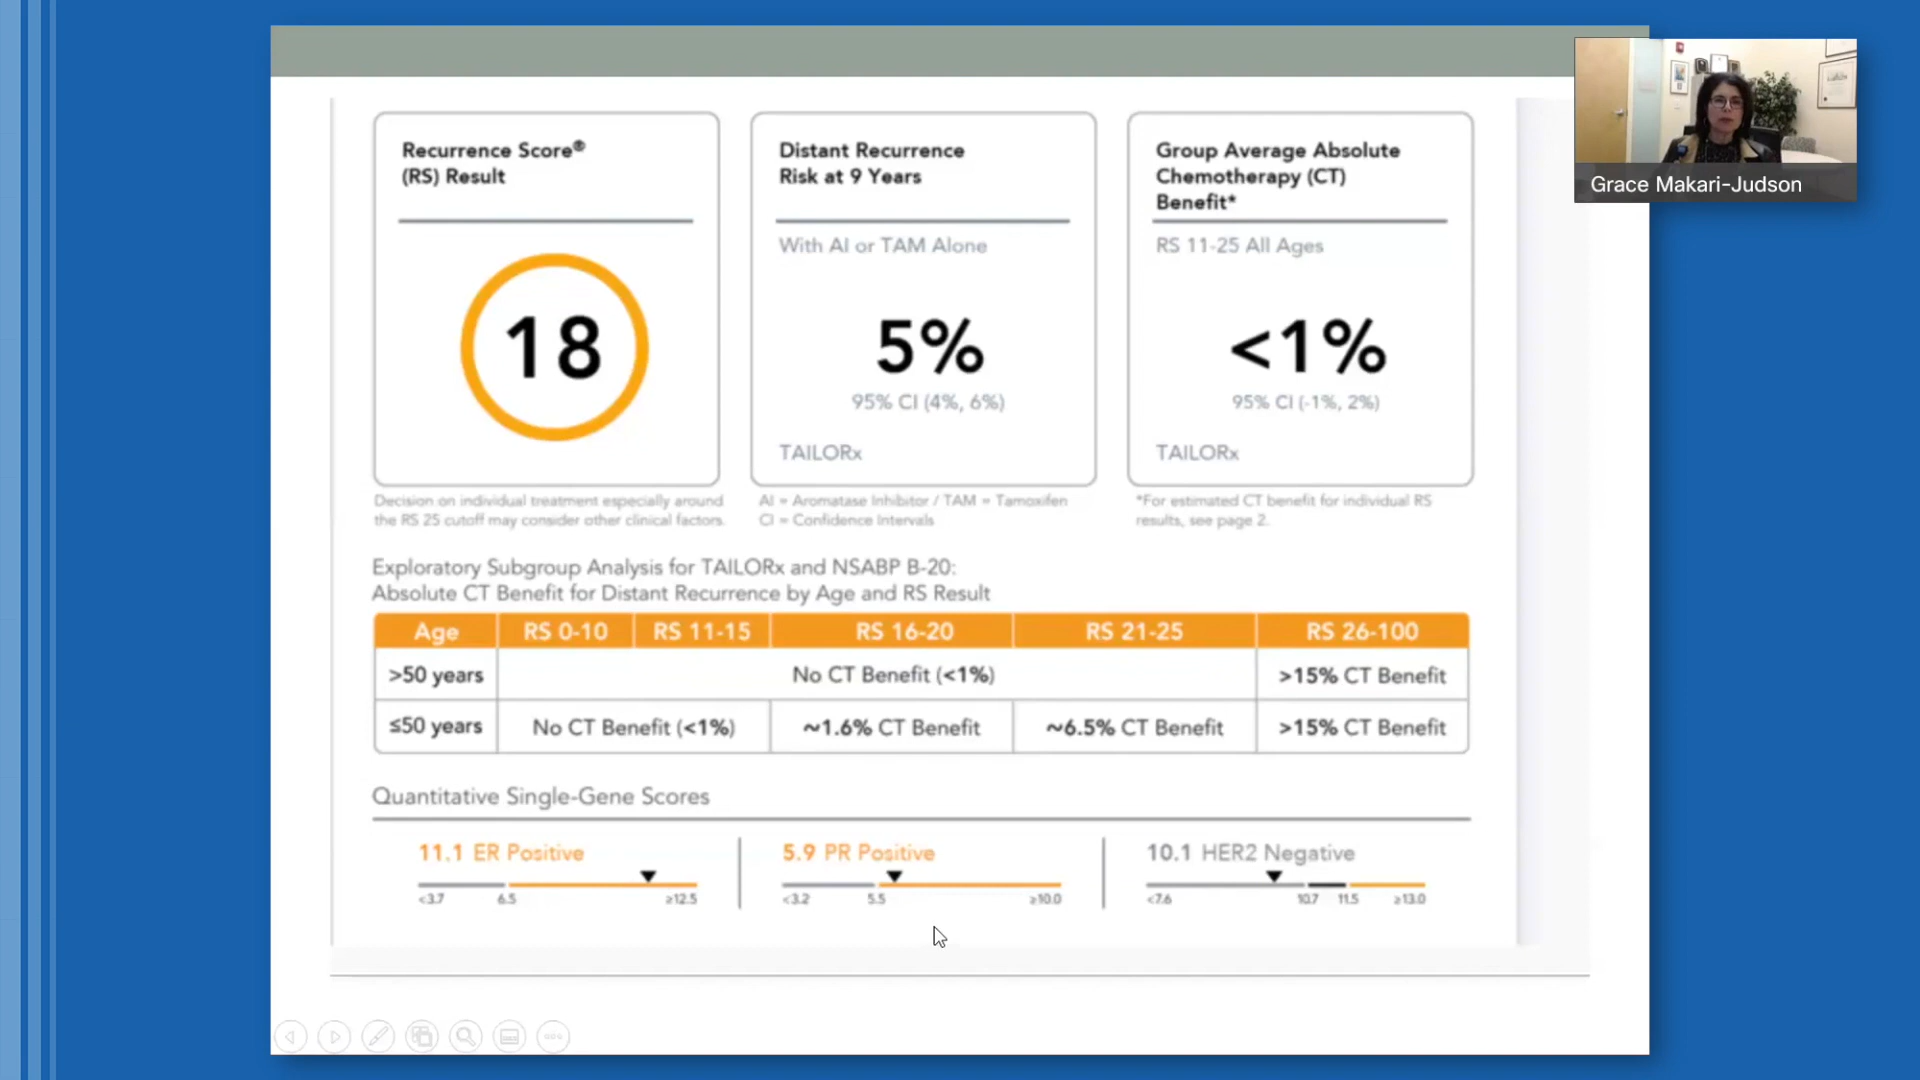 Grace Makari-Judson
Recurrence Score®
(RS) Result
18
Decision on individual treatment especially around
the RS 25 cutoff may consider other clinical factors.
Distant Recurrence
Risk at 9 Years
With AI or TAM Alone
5%
95% CI (4%, 6%)
TAILORx
AI = Aromatase Inhibitor / TAM = Tamoxifen
CI = Confidence Intervals
Group Average Absolute
Chemotherapy (CT)
Benefit*
RS 11-25 All Ages
<1%
95% CI (-1%, 2%)
TAILORx
*For estimated CT benefit for individual RS
results, see page 2.
Exploratory Subgroup Analysis for TAILORx and NSABP B-20:
Absolute CT Benefit for Distant Recurrence by Age and RS Result
Age RS 0-10 RS 11-15 RS 16-20 RS 21-25 RS 26-100
>50 years No CT Benefit (<1%) >15% CT Benefit
≤50 years No CT Benefit (<1%) ~1.6% CT Benefit ~6.5% CT Benefit >15% CT Benefit
Quantitative Single-Gene Scores
11.1 ER Positive
<3.7 6.5 ≥12.5
5.9 PR Positive
<3.2 5.5 ≥10.0
10.1 HER2 Negative
<7.6 10.7 11.5 ≥13.0